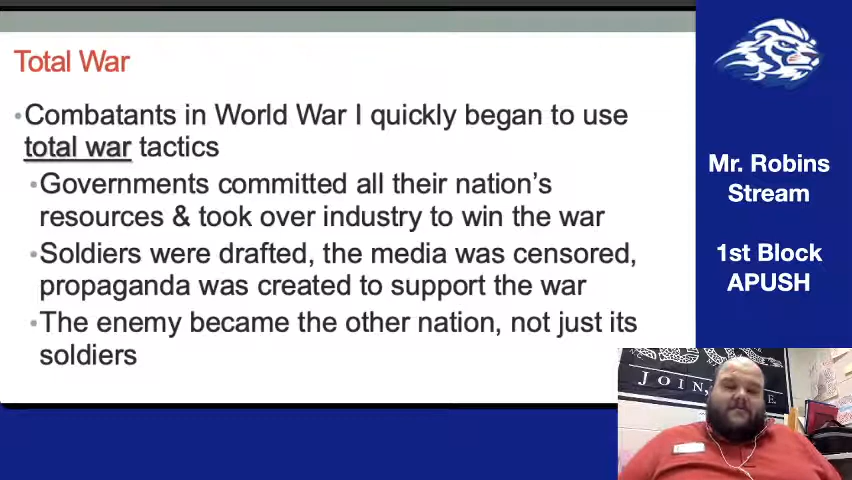 Total War
•Combatants in World War I quickly began to use
total war tactics
•Governments committed all their nation's
resources & took over industry to win the war
•Soldiers were drafted, the media was censored,
propaganda was created to support the war
•The enemy became the other nation, not just its
soldiers
Mr. Robins
Stream
1st Block
APUSH
JOIN,